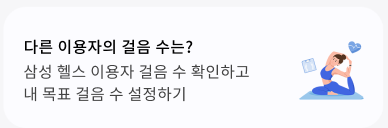 다른 이용자의 걸음 수는?
삼성 헬스 이용자 걸음 수 확인하고
내 목표 걸음 수 설정하기